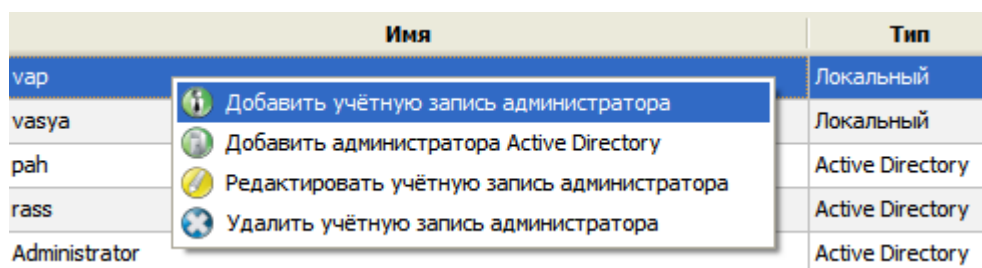 Имя Тип
vap Локальный
Добавить учётную запись администратора
vasya Локальный
Добавить администратора Active Directory
pah Active Directory
Редактировать учётную запись администратора
rass Active Directory
Удалить учётную запись администратора
Administrator Active Directory